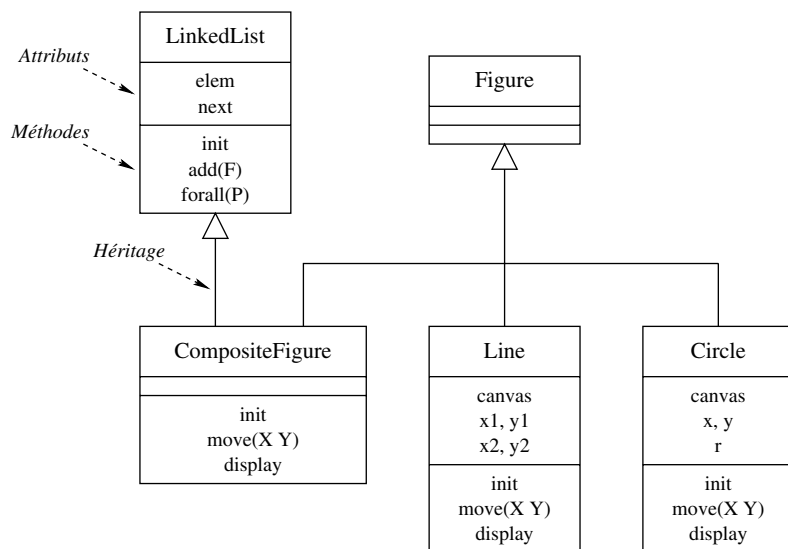 LinkedList
Attributs
elem
next
Méthodes
init
add(F)
forall(P)
Héritage
Figure
CompositeFigure
init
move(X Y)
display
Line
canvas
x1, y1
x2, y2
init
move(X Y)
display
Circle
canvas
x, y
r
init
move(X Y)
display